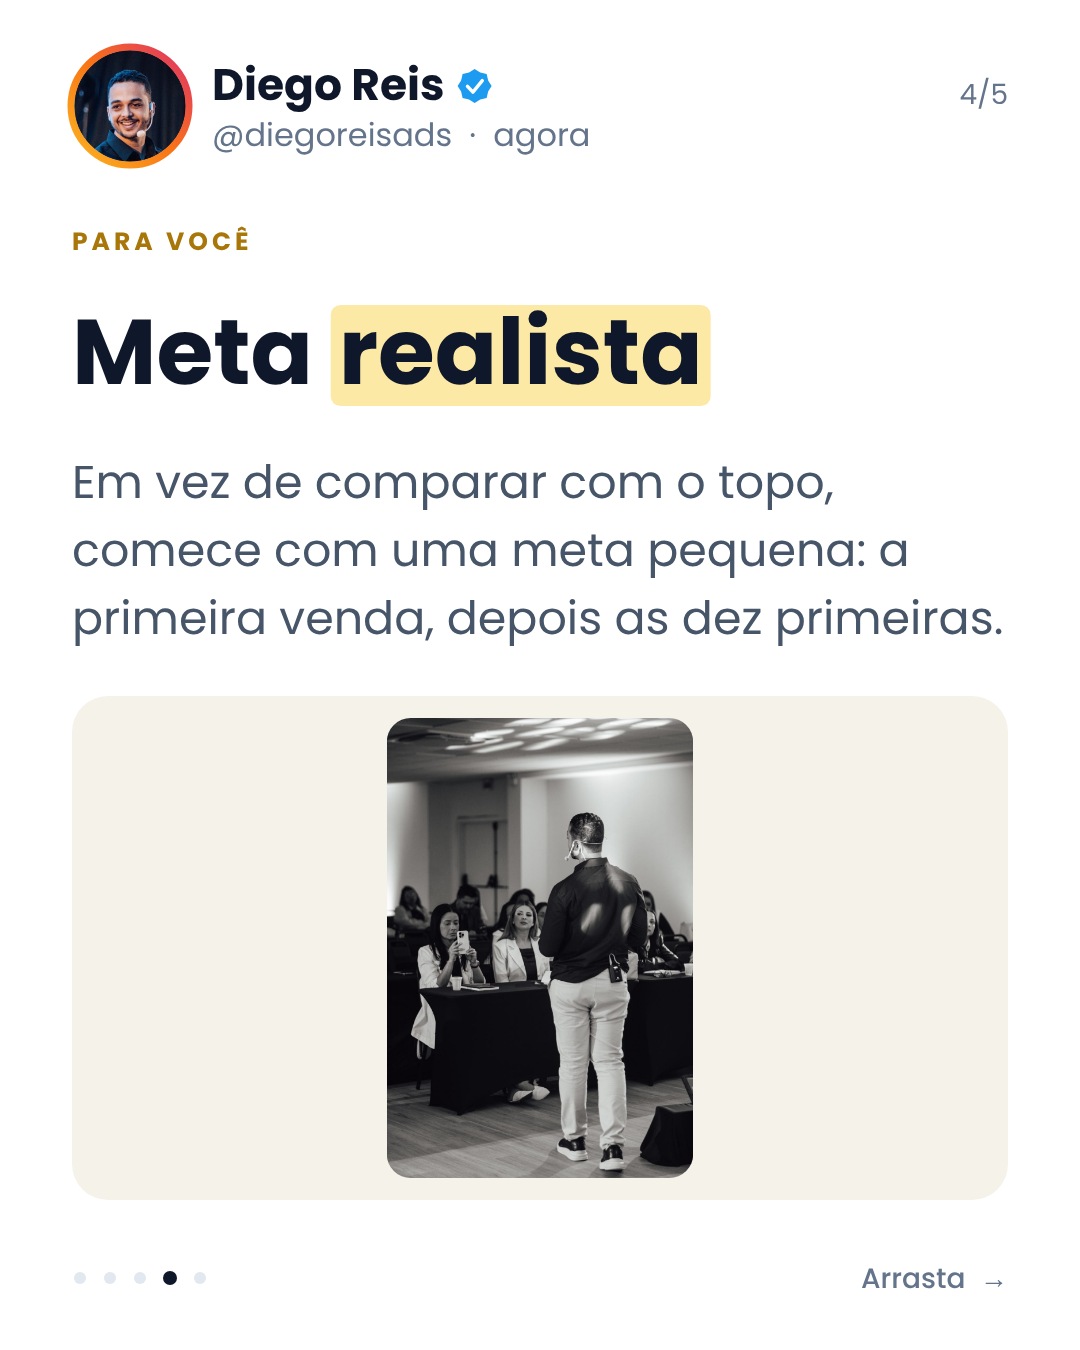 Diego Reis
@diegoreisads · agora
4/5
PARA VOCÊ
Meta realista
Em vez de comparar com o topo,
comece com uma meta pequena: a
primeira venda, depois as dez primeiras.
Arrasta →